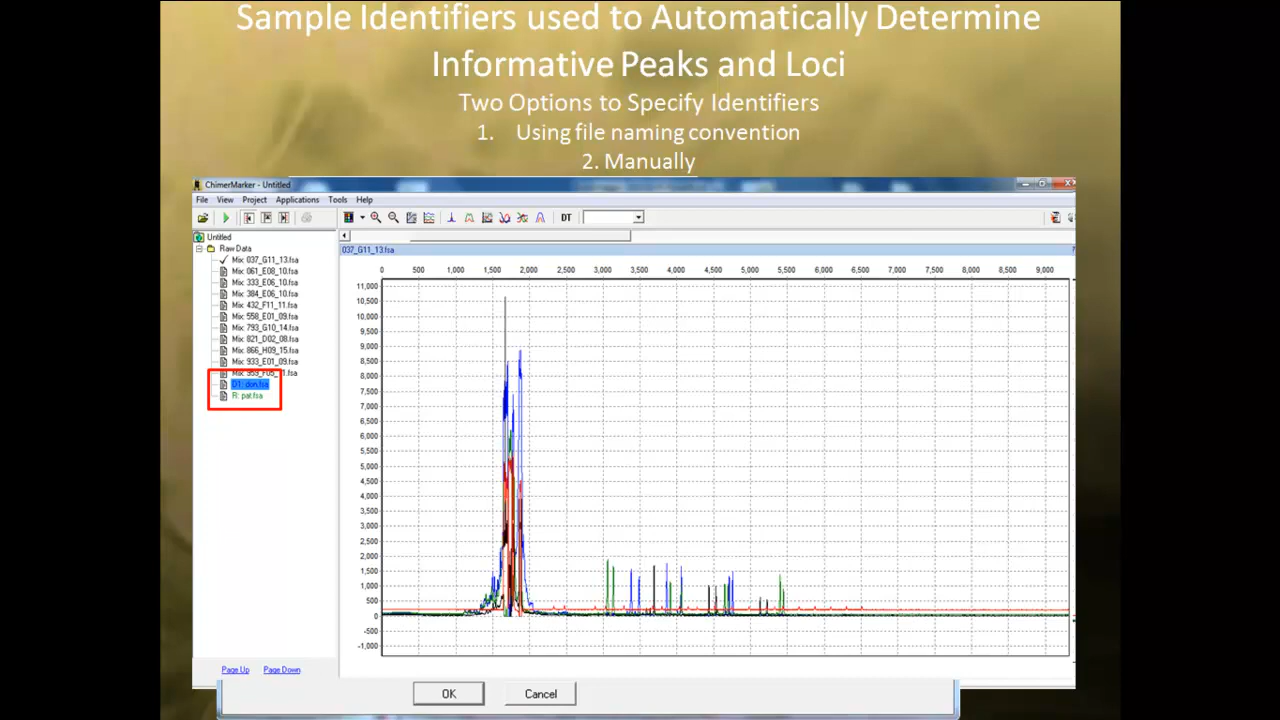 Sample Identifiers used to Automatically Determine
Informative Peaks and Loci
Two Options to Specify Identifiers
1. Using file naming convention
2. Manually
ChimerMarker - Untitled
File View Project Applications Tools Help
DT
Untitled
037_G11_13.fsa
Raw Data
Mix: 037_G11_13.fsa
Mix: 061_E08_10.fsa
Mix: 333_E06_10.fsa
Mix: 384_E06_10.fsa
Mix: 432_F11_11.fsa
Mix: 558_E01_09.fsa
Mix: 793_G10_14.fsa
Mix: 821_D02_08.fsa
Mix: 866_H09_15.fsa
Mix: 933_E01_09.fsa
Mix: 959_F05_11.fsa
D1: don.fsa
R: pat.fsa
0 500 1,000 1,500 2,000 2,500 3,000 3,500 4,000 4,500 5,000 5,500 6,000 6,500 7,000 7,500 8,000 8,500 9,000
11,000
10,500
10,000
9,500
9,000
8,500
8,000
7,500
7,000
6,500
6,000
5,500
5,000
4,500
4,000
3,500
3,000
2,500
2,000
1,500
1,000
500
0
-500
-1,000
Page Up Page Down
OK Cancel